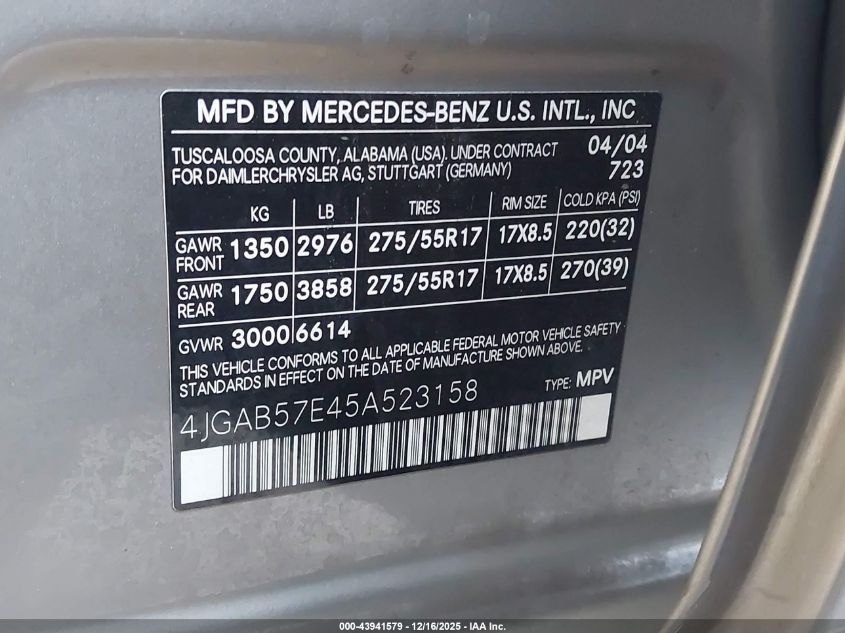 MFD BY MERCEDES-BENZ U.S. INTL., INC
TUSCALOOSA COUNTY, ALABAMA (USA). UNDER CONTRACT 04/04
FOR DAIMLERCHRYSLER AG, STUTTGART (GERMANY) 723
KG LB TIRES RIM SIZE COLD KPA (PSI)
GAWR FRONT 1350 2976 275/55R17 17X8.5 220(32)
GAWR REAR 1750 3858 275/55R17 17X8.5 270(39)
GVWR 3000 6614
THIS VEHICLE CONFORMS TO ALL APPLICABLE FEDERAL MOTOR VEHICLE SAFETY
STANDARDS IN EFFECT ON THE DATE OF MANUFACTURE SHOWN ABOVE.
4JGAB57E45A523158 TYPE: MPV
000-43941579 - 12/16/2025 - IAA Inc.